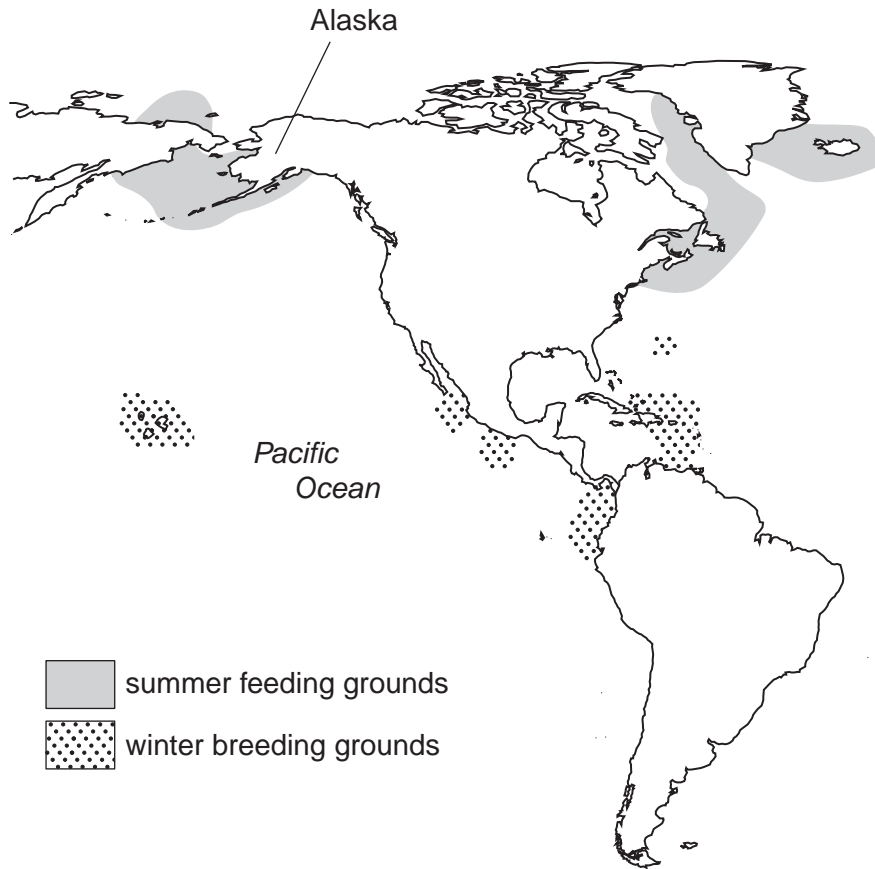 Alaska
Pacific
Ocean
summer feeding grounds
winter breeding grounds